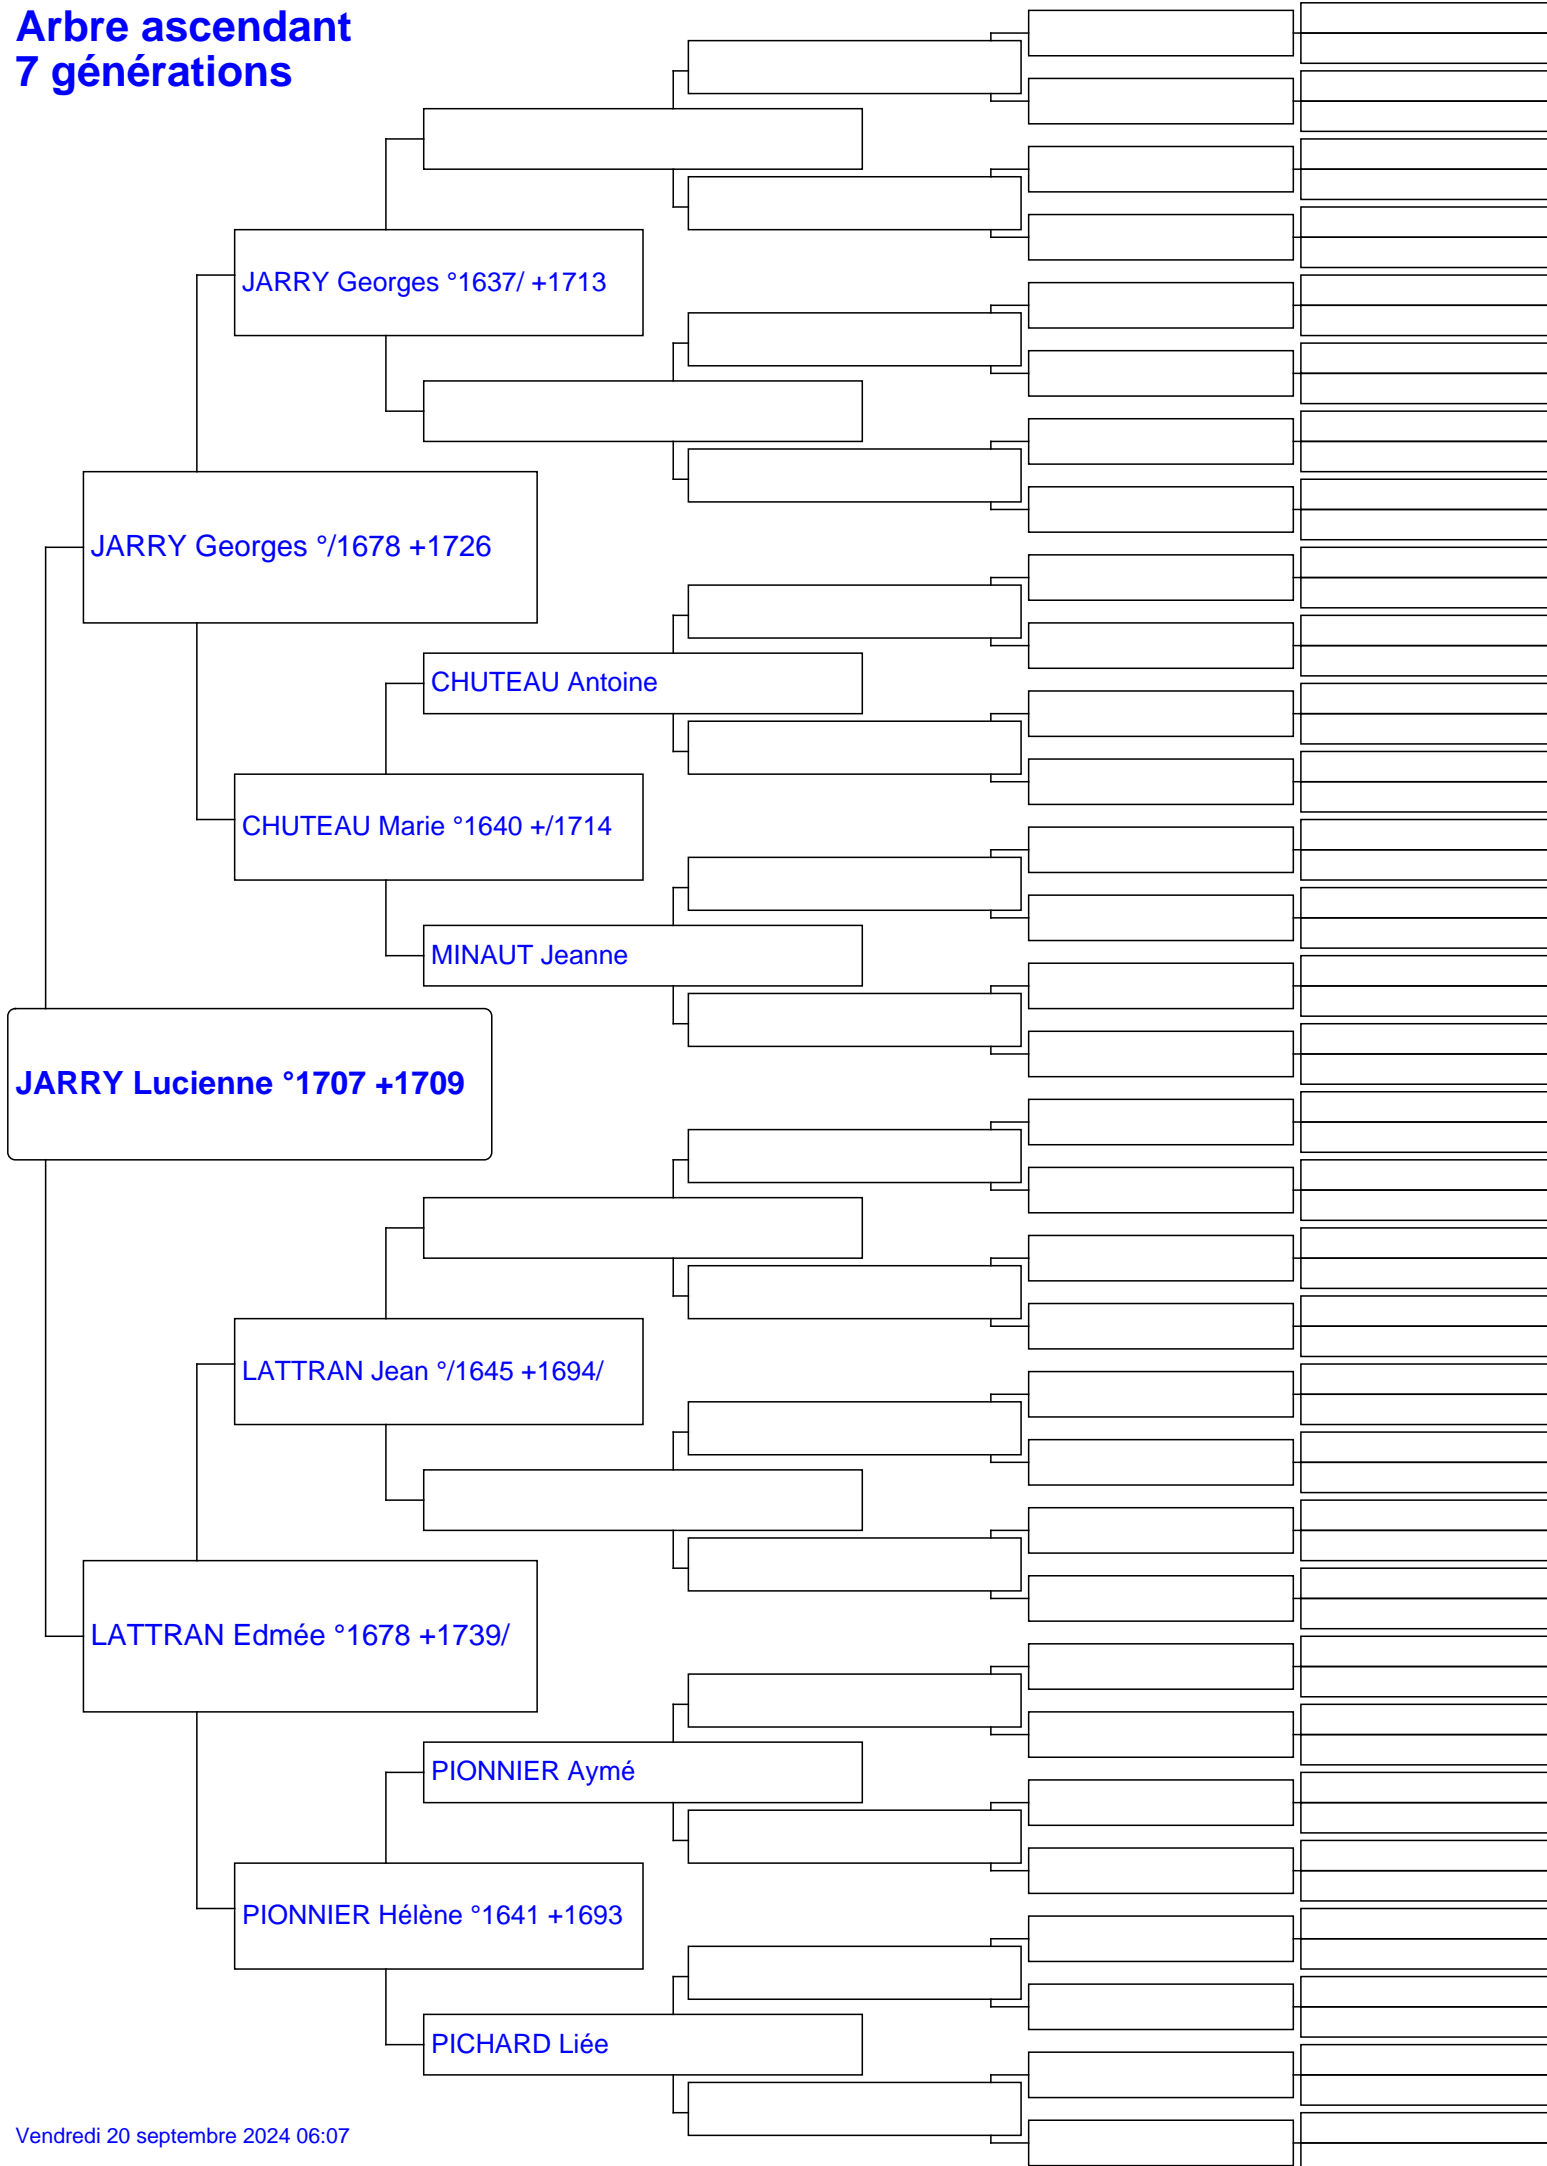 Arbre ascendant
7 générations
JARRY Georges °1637/ +1713
JARRY Georges °/1678 +1726
CHUTEAU Antoine
CHUTEAU Marie °1640 +/1714
MINAUT Jeanne
JARRY Lucienne °1707 +1709
LATTRAN Jean °/1645 +1694/
LATTRAN Edmée °1678 +1739/
PIONNIER Aymé
PIONNIER Hélène °1641 +1693
PICHARD Liée
Vendredi 20 septembre 2024 06:07